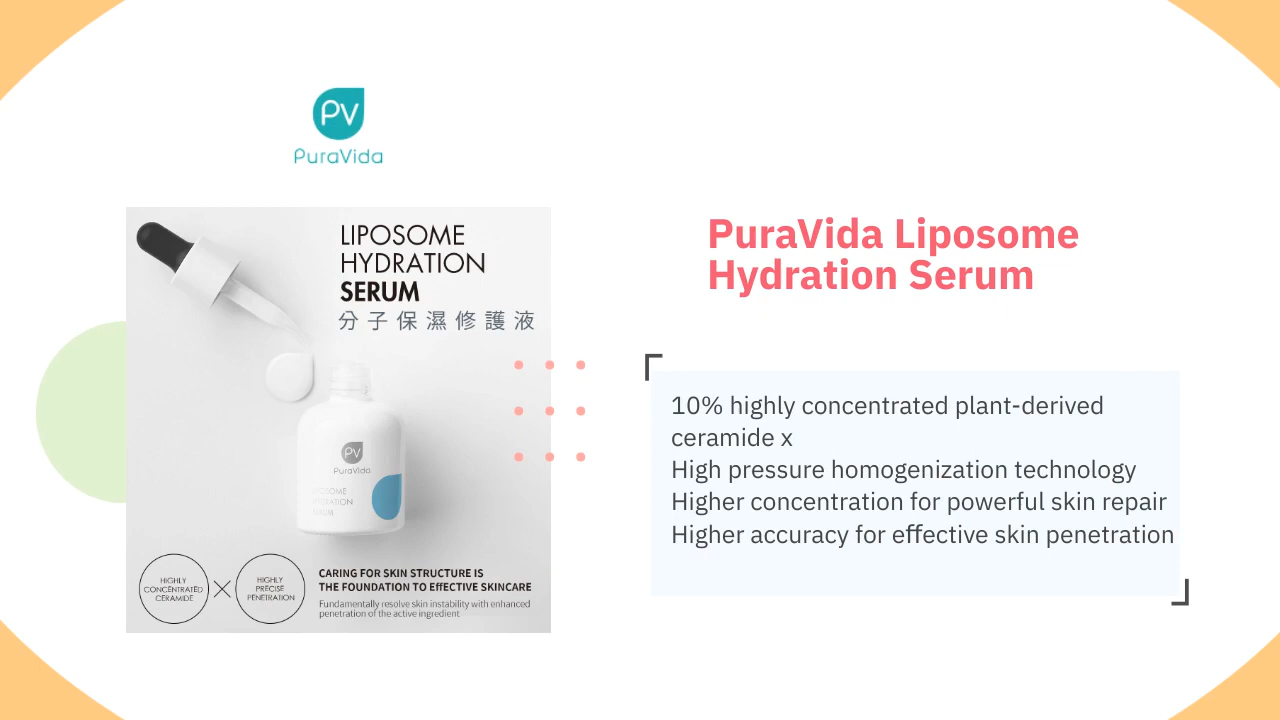 PV
PuraVida
LIPOSOME
HYDRATION
SERUM
分子保濕修護液
PV
PuraVida
LIPOSOME
HYDRATION
SERUM
HIGHLY
CONCENTRATED
CERAMIDE
HIGHLY
PRECISE
PENETRATION
CARING FOR SKIN STRUCTURE IS
THE FOUNDATION TO EffECTIVE SKINCARE
Fundamentally resolve skin instability with enhanced
penetration of the active ingredient
PuraVida Liposome
Hydration Serum
10% highly concentrated plant-derived
ceramide x
High pressure homogenization technology
Higher concentration for powerful skin repair
Higher accuracy for effective skin penetration